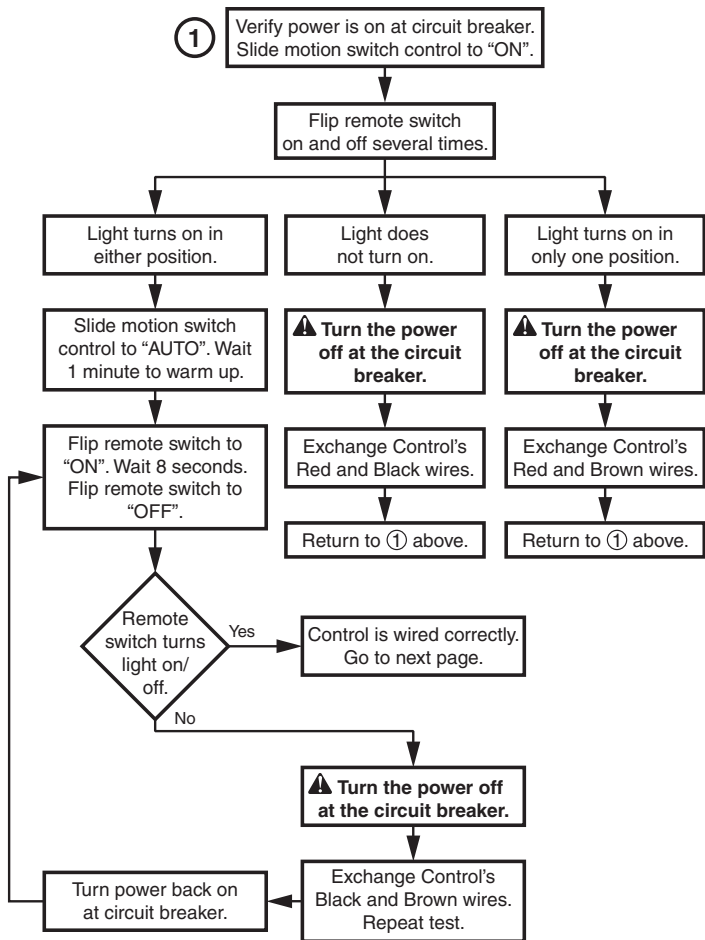 1
Verify power is on at circuit breaker.
Slide motion switch control to “ON”.
Flip remote switch
on and off several times.
Light turns on in
either position.
Slide motion switch
control to “AUTO”. Wait
1 minute to warm up.
Flip remote switch to
“ON”. Wait 8 seconds.
Flip remote switch to
“OFF”.
Light does
not turn on.
Turn the power
off at the circuit
breaker.
Exchange Control’s
Red and Black wires.
Return to ① above.
Light turns on in
only one position.
Turn the power
off at the circuit
breaker.
Exchange Control’s
Red and Brown wires.
Return to ① above.
Remote
switch turns
light on/
off.
Yes
Control is wired correctly.
Go to next page.
No
Turn the power off
at the circuit breaker.
Exchange Control’s
Black and Brown wires.
Repeat test.
Turn power back on
at circuit breaker.